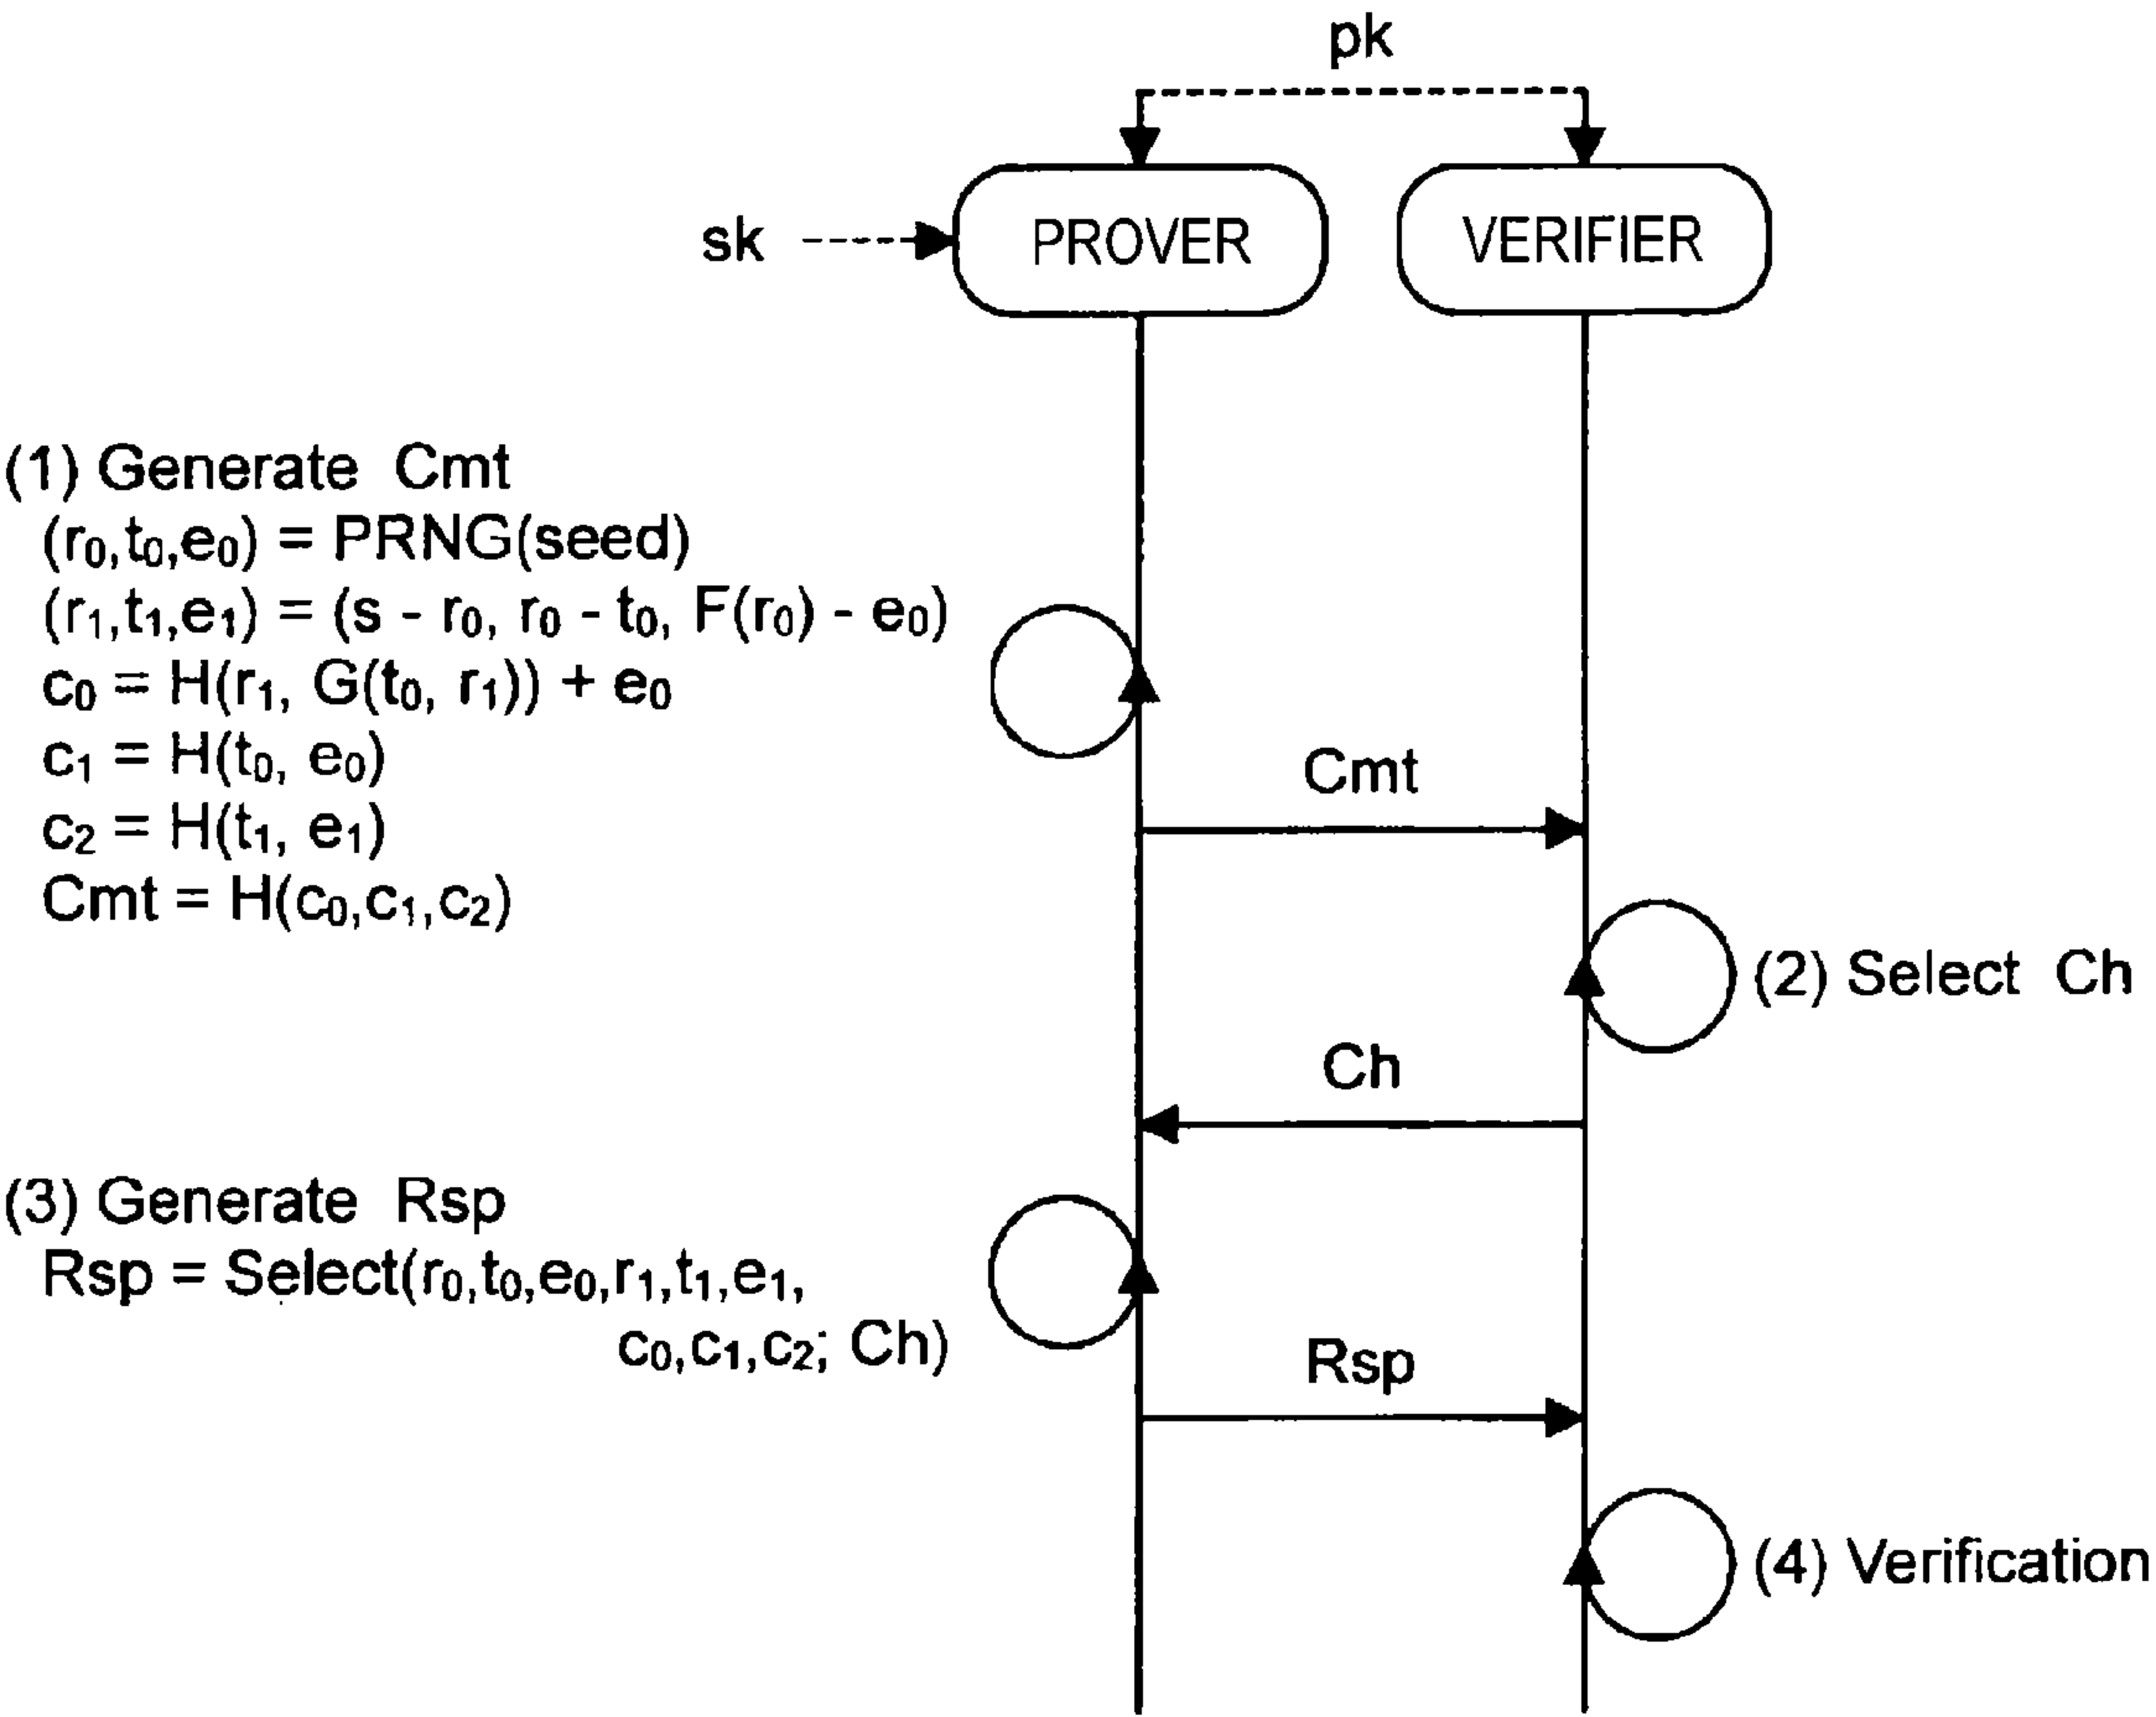 pk
sk
PROVER
VERIFIER
(1) Generate Cmt
(r₀,t₀,e₀) = PRNG(seed)
(r₁,t₁,e₁) = (s - r₀, r₀ - t₀, F(r₀) - e₀)
c₀ = H(r₁, G(t₀, r₁)) + e₀
c₁ = H(t₀, e₀)
c₂ = H(t₁, e₁)
Cmt = H(c₀,c₁,c₂)
Cmt
(2) Select Ch
Ch
(3) Generate Rsp
Rsp = Select(r₀,t₀,e₀,r₁,t₁,e₁,
c₀,c₁,c₂; Ch)
Rsp
(4) Verification